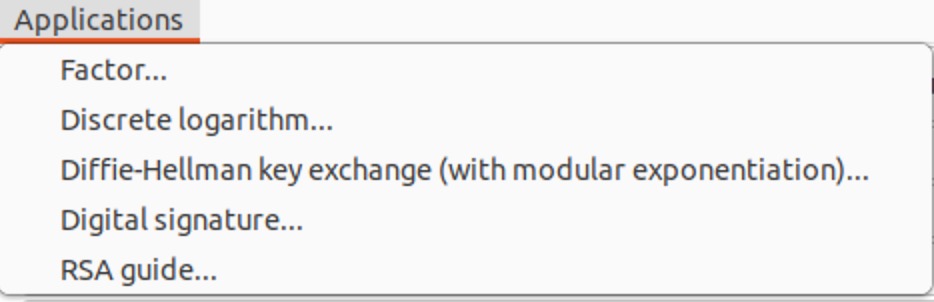 Applications
Factor...
Discrete logarithm...
Diffie-Hellman key exchange (with modular exponentiation)...
Digital signature...
RSA guide...